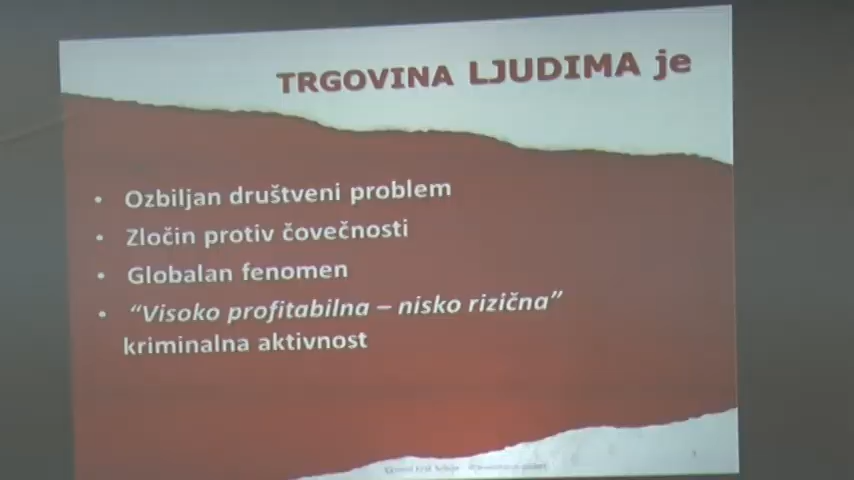 TRGOVINA LJUDIMA je
• Ozbiljan društveni problem
• Zločin protiv čovečnosti
• Globalan fenomen
• “Visoko profitabilna – nisko rizična”
kriminalna aktivnost